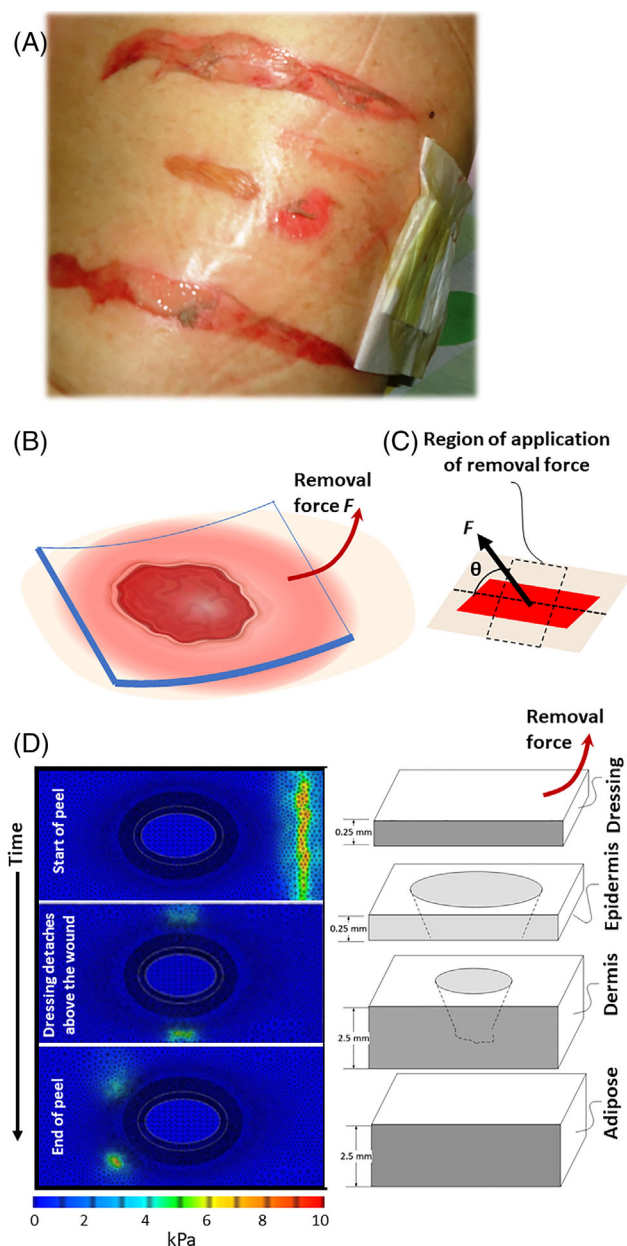 (A)
(B)
Removal
force F
(C)
Region of application
of removal force
F
θ
(D)
Time
Start of peel
Dressing detaches
above the wound
End of peel
0 2 4 6 8 10
kPa
Removal
force
0.25 mm
Dressing
0.25 mm
Epidermis
2.5 mm
Dermis
2.5 mm
Adipose